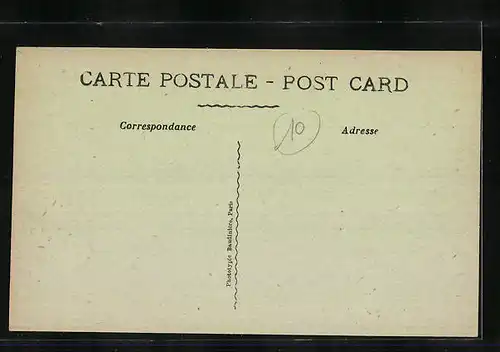 CARTE POSTALE - POST CARD
Correspondance
10
Adresse
Phototypie Baudinière, Paris